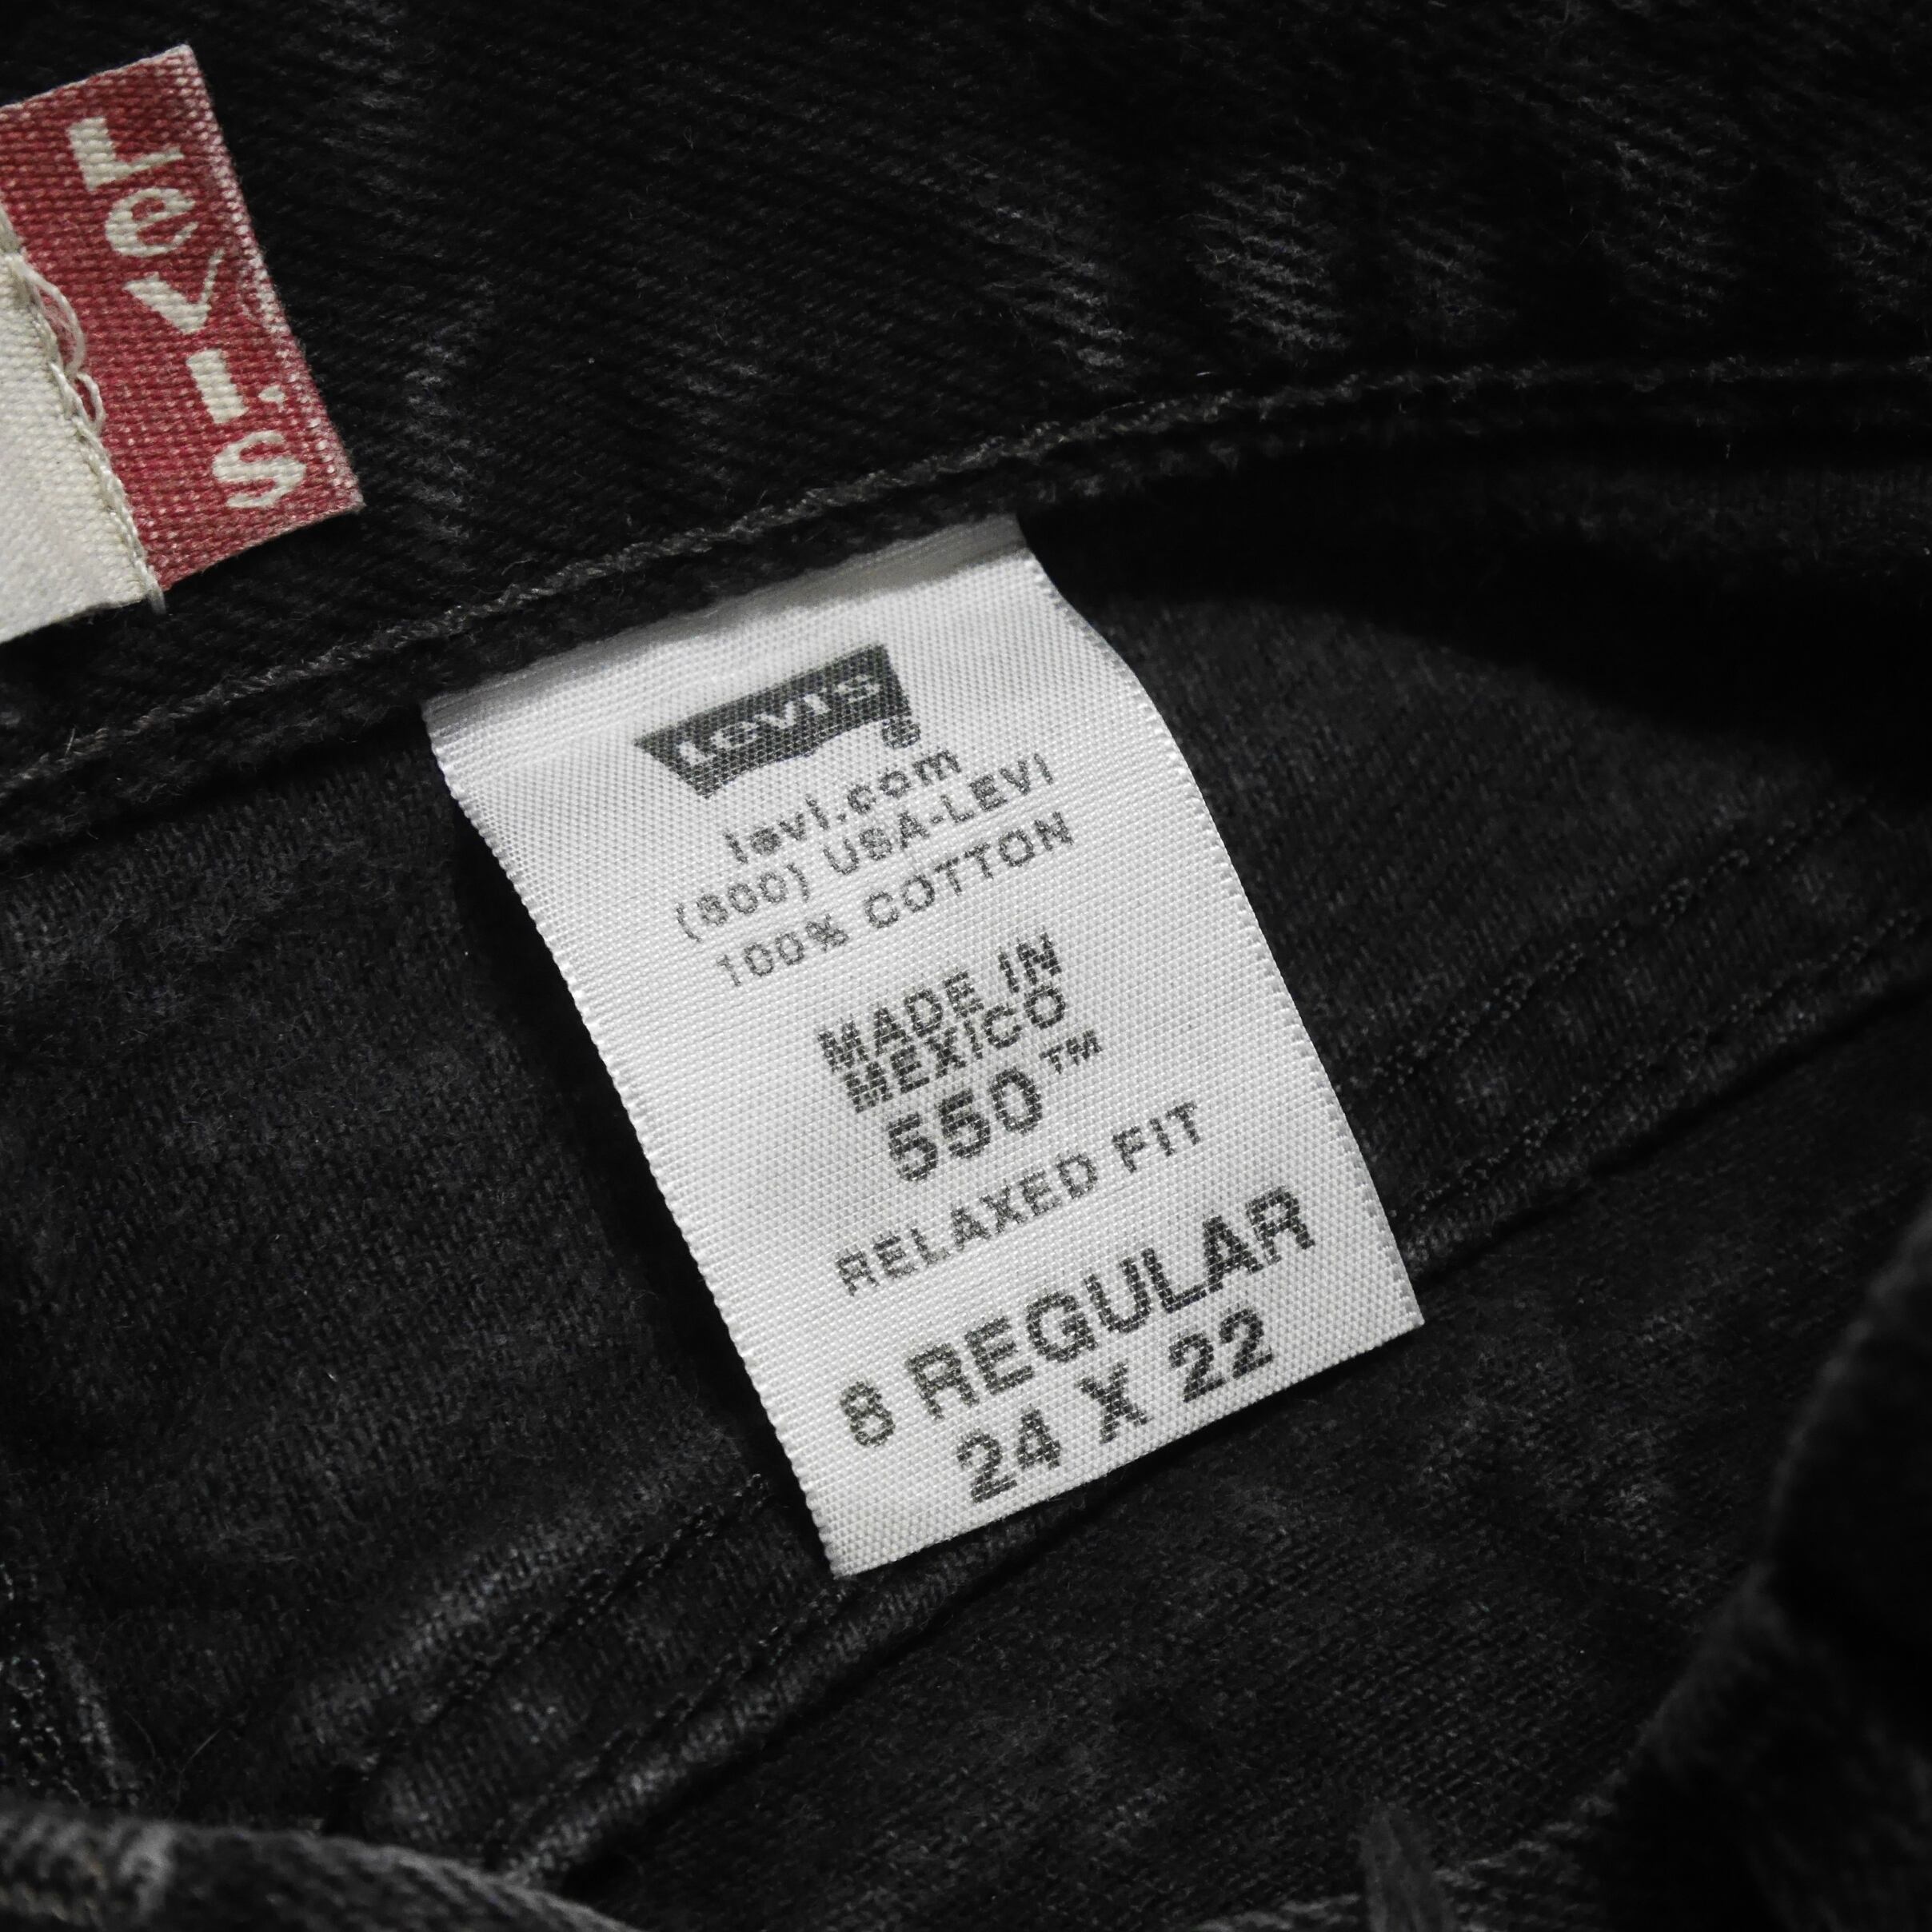 Levi's
Levi's
levi.com
(800) USA-LEVI
100% COTTON
MADE IN
MEXICO
550™
RELAXED FIT
8 REGULAR
24 X 22